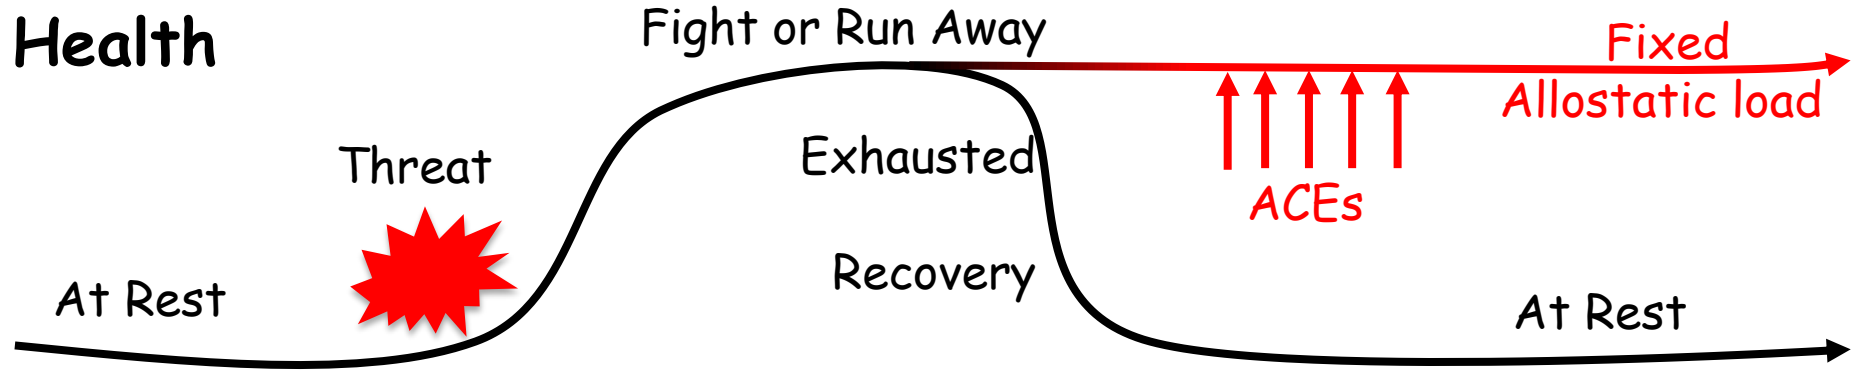 Health
Fight or Run Away
Fixed
Allostatic load
Threat
Exhausted
ACEs
At Rest
Recovery
At Rest